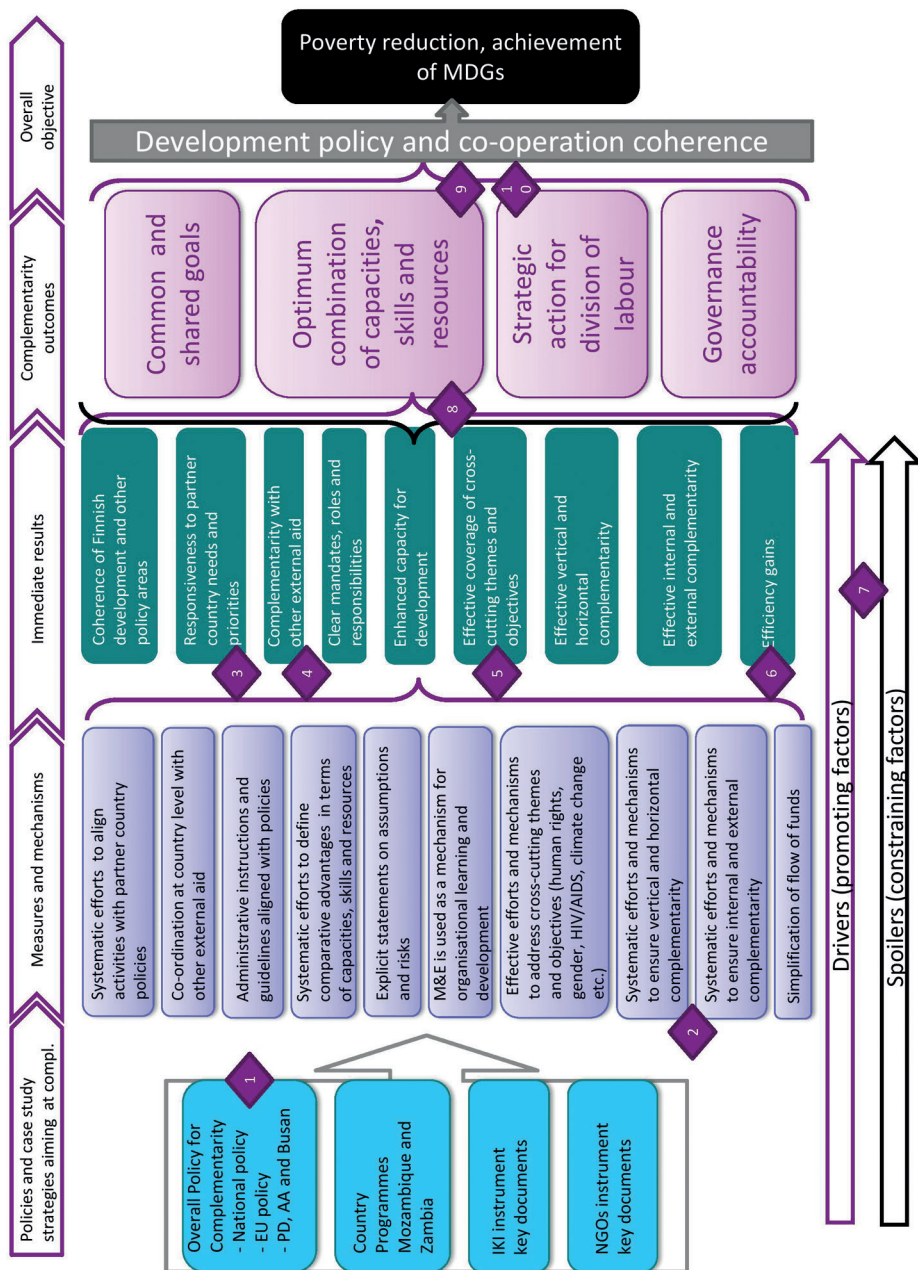 Policies and case study
strategies aiming at compl.
Measures and mechanisms
Immediate results
Complementarity
outcomes
Overall
objective
Overall Policy for
Complementarity
- National policy
- EU policy
- PD, AA and Busan
1
Country
Programmes
Mozambique and
Zambia
IKI instrument
key documents
NGOs instrument
key documents
Systematic efforts to align
activities with partner country
policies
Co-ordination at country level with
other external aid
Administrative instructions and
guidelines aligned with policies
Systematic efforts to define
comparative advantages in terms
of capacities, skills and resources
Explicit statements on assumptions
and risks
M&E is used as a mechanism for
organisational learning and
development
Effective efforts and mechanisms
to address cross-cutting themes
and objectives (human rights,
gender, HIV/AIDS, climate change
etc.)
Systematic efforts and mechanisms
to ensure vertical and horizontal
complementarity
Systematic efforts and mechanisms
to ensure internal and external
complementarity
2
Simplification of flow of funds
Coherence of Finnish
development and other
policy areas
Responsiveness to partner
country needs and
priorities
3
Complementarity with
other external aid
4
Clear mandates, roles and
responsibilities
Enhanced capacity for
development
Effective coverage of cross-
cutting themes and
objectives
5
Effective vertical and
horizontal
complementarity
Effective internal and
external complementarity
Efficiency gains
6
8
Common and
shared goals
Optimum
combination
of capacities,
skills and
resources
9
Strategic
action for
division of
labour
1
0
Governance
accountability
Development policy and co-operation coherence
Poverty reduction, achievement
of MDGs
Drivers (promoting factors)
7
Spoilers (constraining factors)